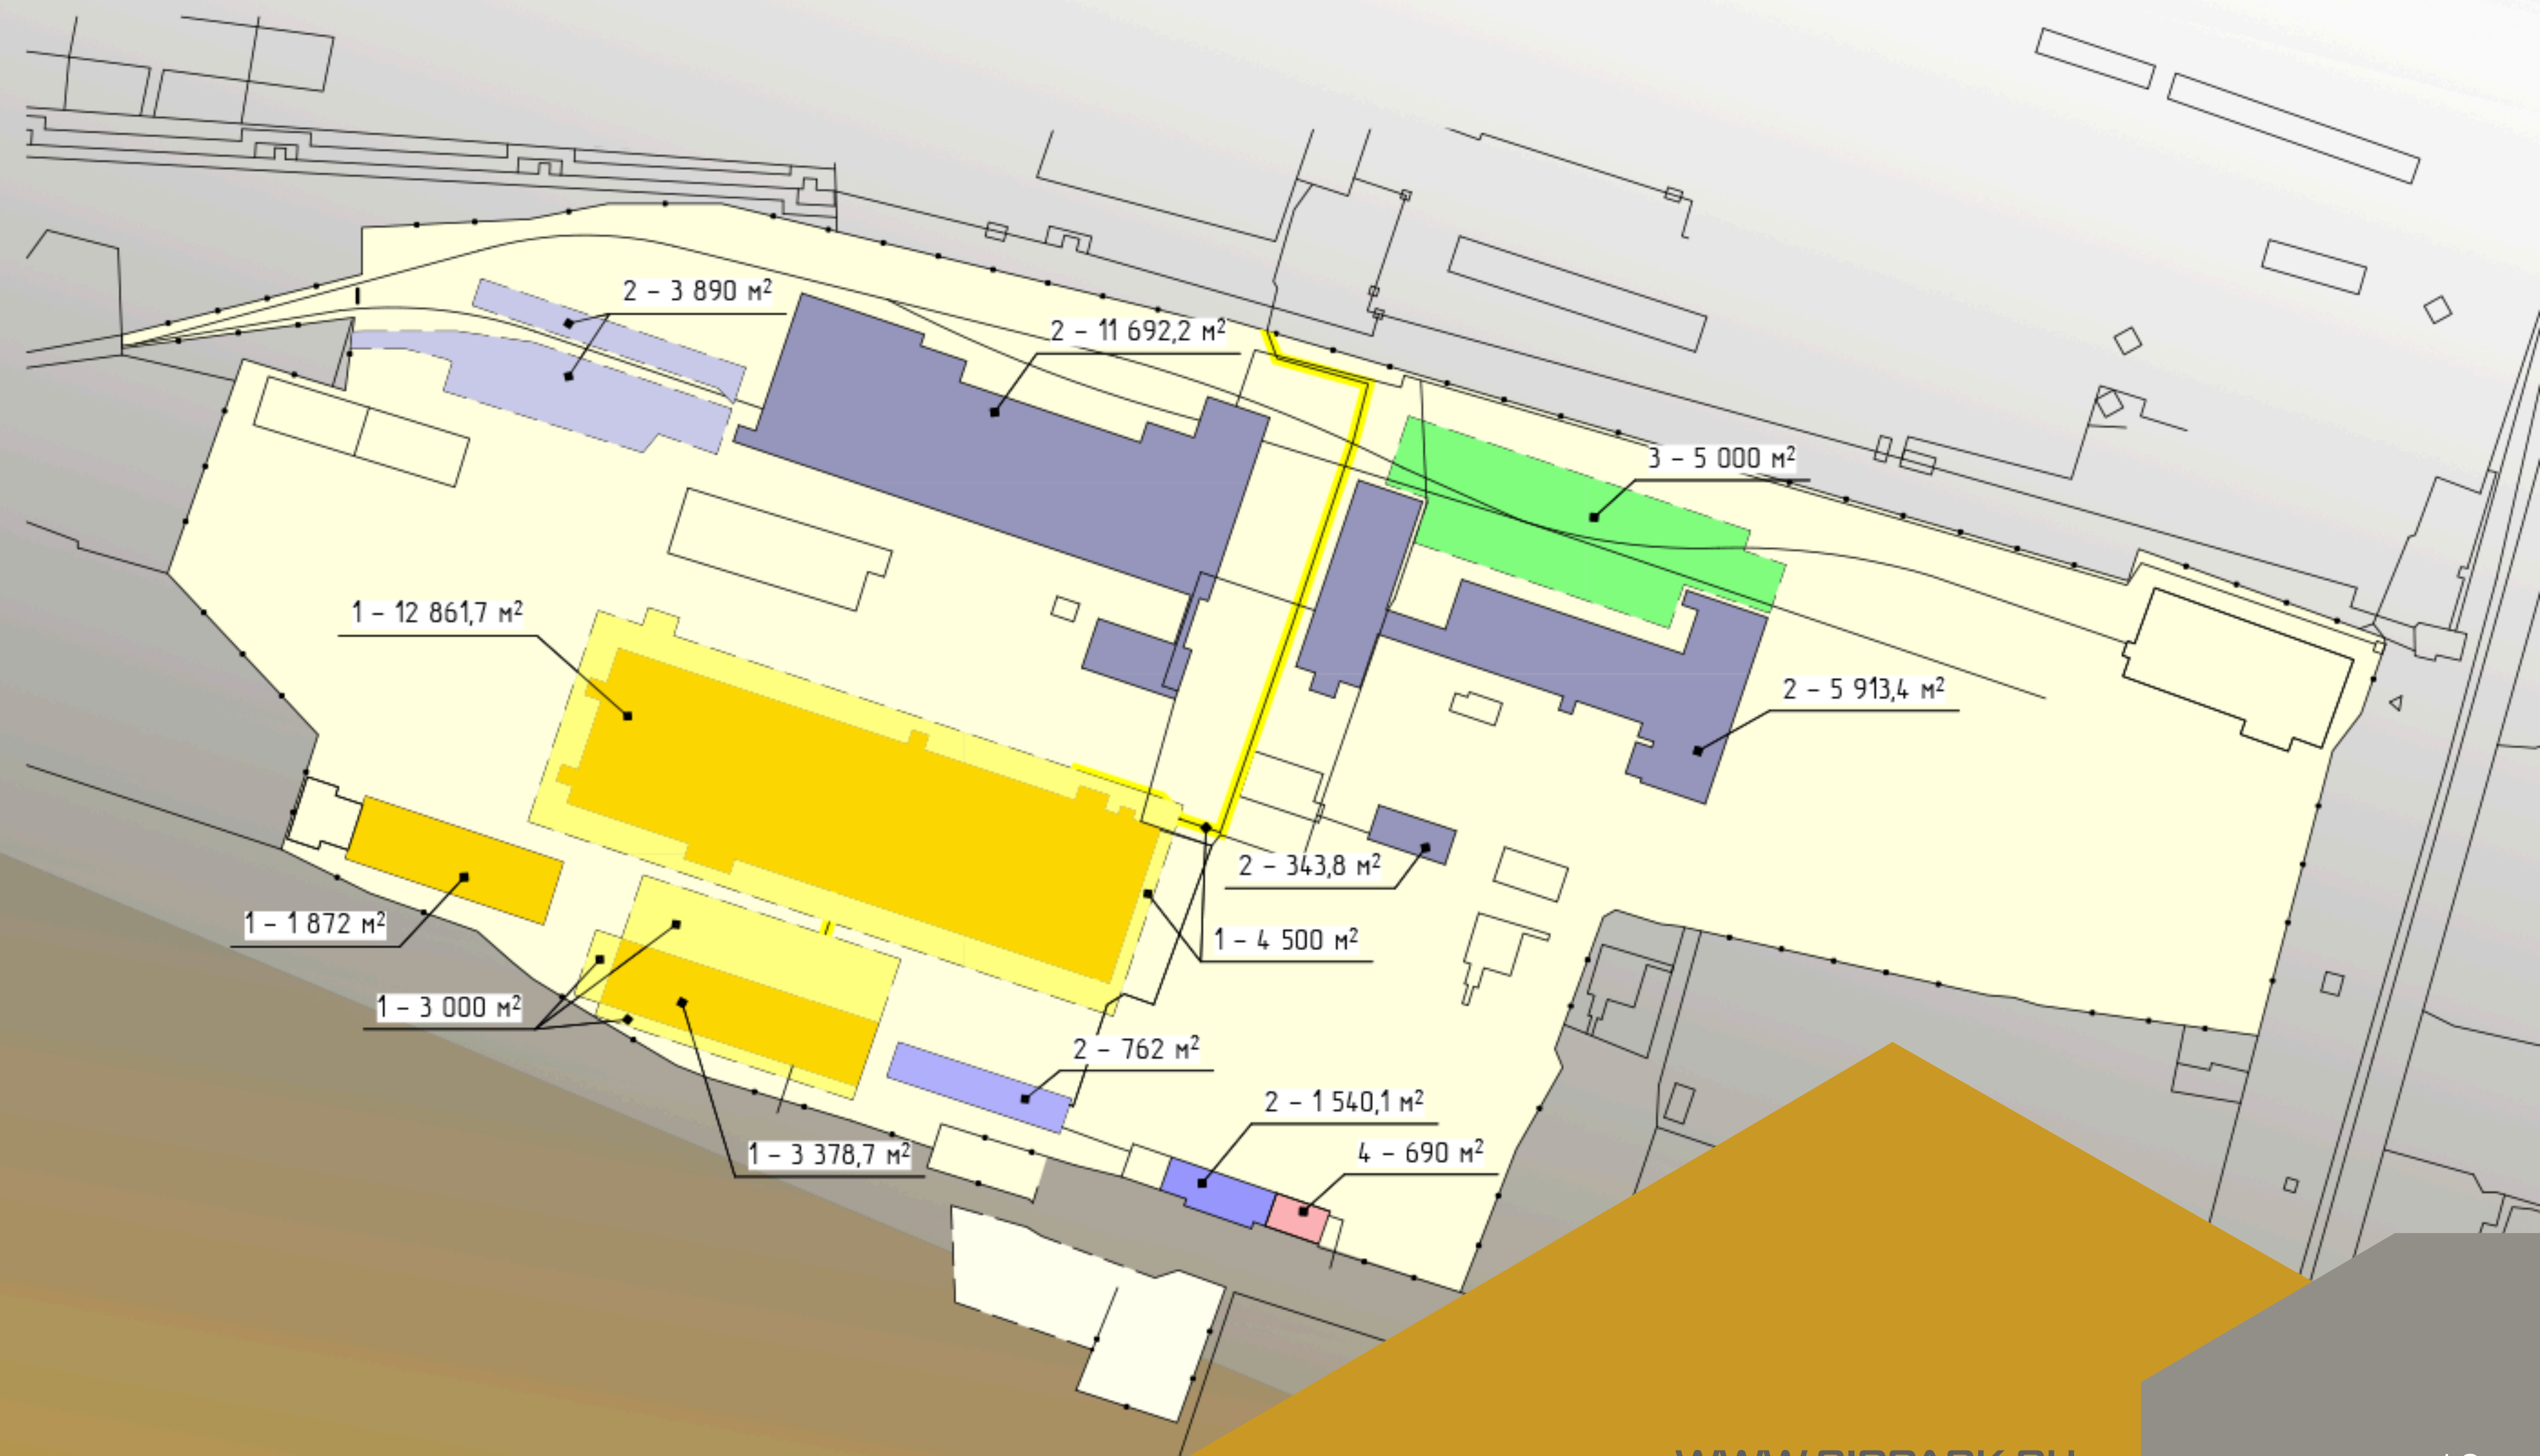 2 – 3 890 м²
2 – 11 692,2 м²
3 – 5 000 м²
1 – 12 861,7 м²
2 – 5 913,4 м²
2 – 343,8 м²
1 – 1 872 м²
1 – 4 500 м²
1 – 3 000 м²
2 – 762 м²
2 – 1 540,1 м²
4 – 690 м²
1 – 3 378,7 м²